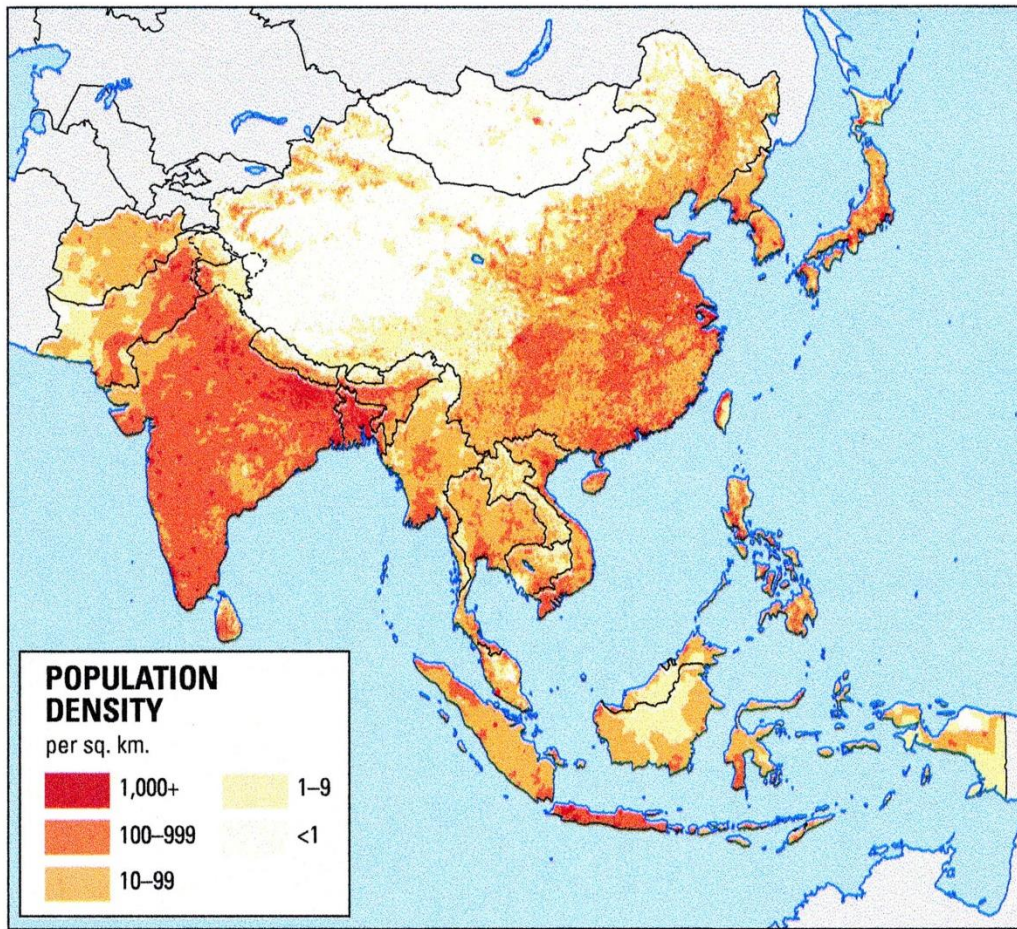 POPULATION
DENSITY
per sq. km.
1,000+
100–999
10–99
1–9
<1